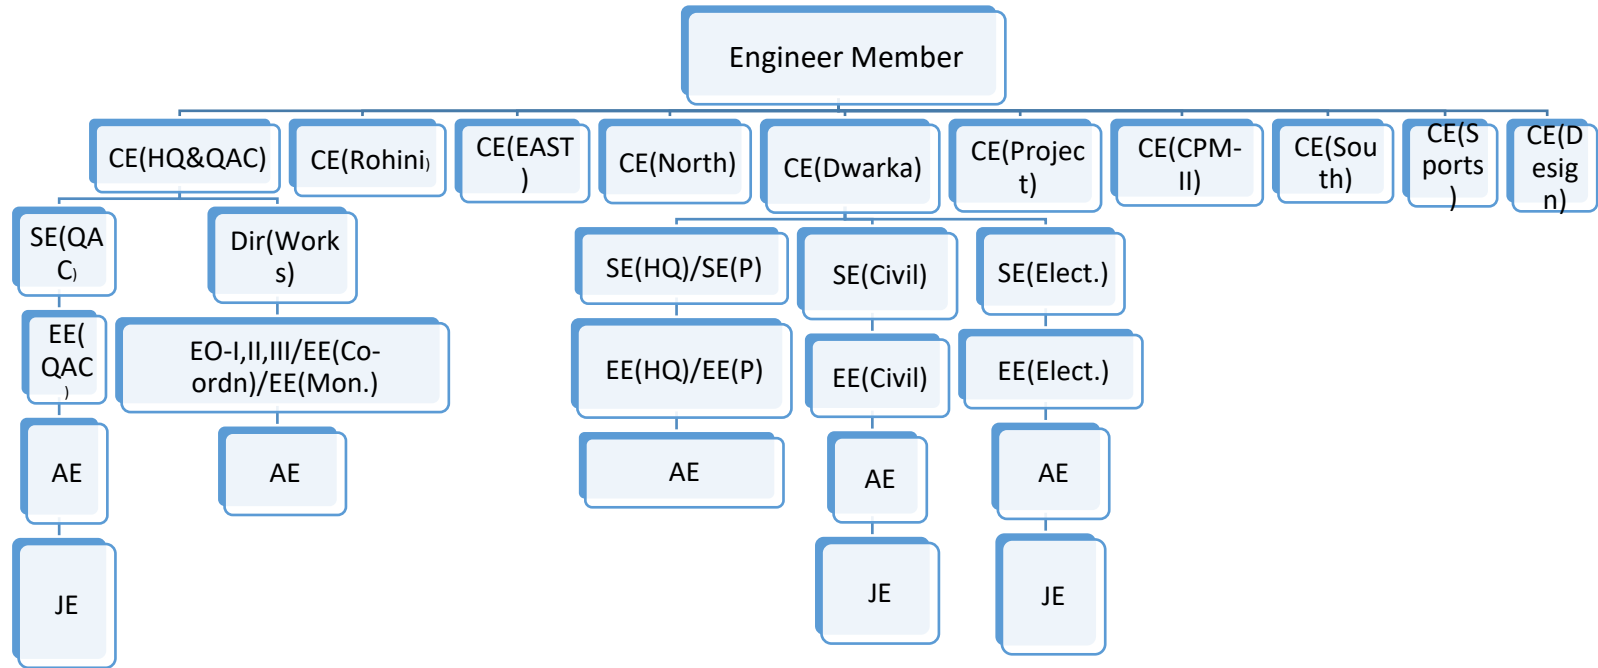 Engineer Member
CE(HQ&QAC)
CE(Rohini)
CE(EAST
)
CE(North)
CE(Dwarka)
CE(Projec
t)
CE(CPM-
II)
CE(Sou
th)
CE(S
ports
)
CE(D
esig
n)
SE(QA
C)
Dir(Work
s)
SE(HQ)/SE(P)
SE(Civil)
SE(Elect.)
EE(
QAC
)
EO-I,II,III/EE(Co-
ordn)/EE(Mon.)
EE(HQ)/EE(P)
EE(Civil)
EE(Elect.)
AE
AE
AE
AE
AE
JE
JE
JE